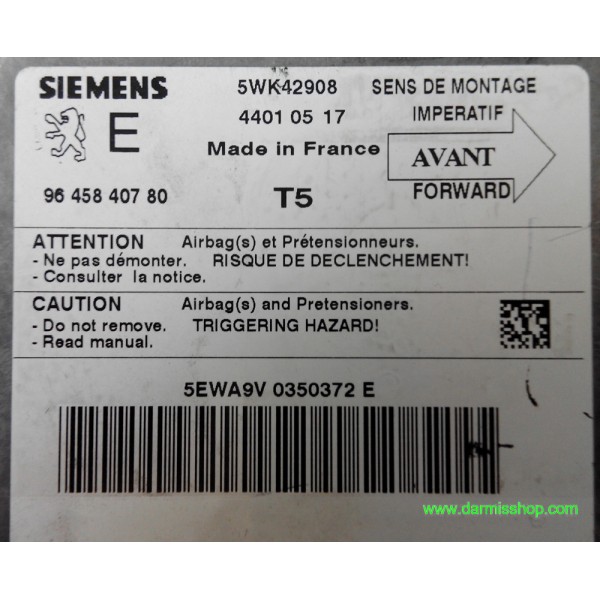 SIEMENS
5WK42908
SENS DE MONTAGE
E
4401 05 17
IMPERATIF
Made in France
AVANT
96 458 407 80
T5
FORWARD
ATTENTION Airbag(s) et Prétensionneurs.
- Ne pas démonter. RISQUE DE DECLENCHEMENT!
- Consulter la notice.
CAUTION Airbag(s) and Pretensioners.
- Do not remove. TRIGGERING HAZARD!
- Read manual.
5EWA9V 0350372 E
www.darmisshop.com